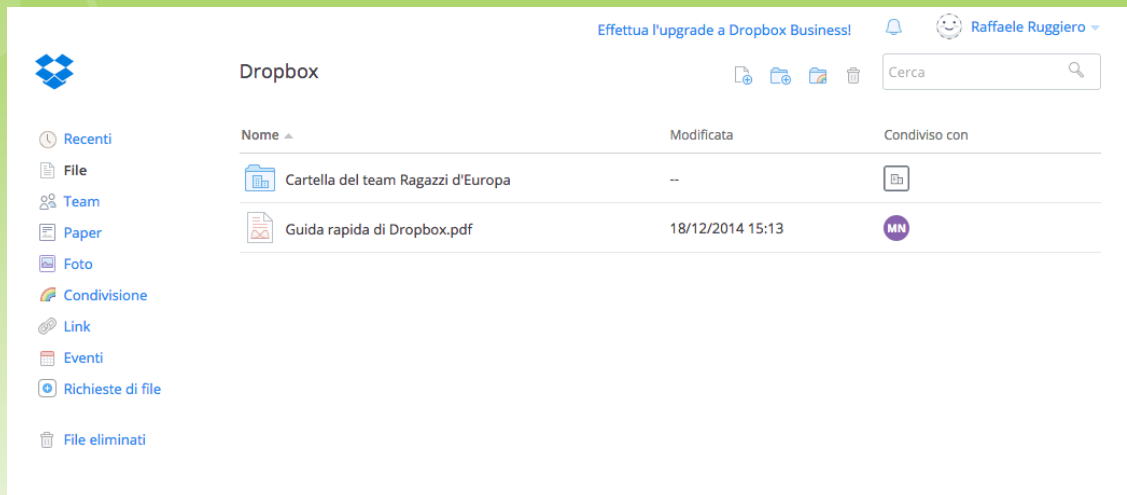 Effettua l'upgrade a Dropbox Business!
Raffaele Ruggiero
Dropbox
Cerca
Recenti
File
Team
Paper
Foto
Condivisione
Link
Eventi
Richieste di file
File eliminati
Nome Modificata Condiviso con
Cartella del team Ragazzi d'Europa --
Guida rapida di Dropbox.pdf 18/12/2014 15:13 MN